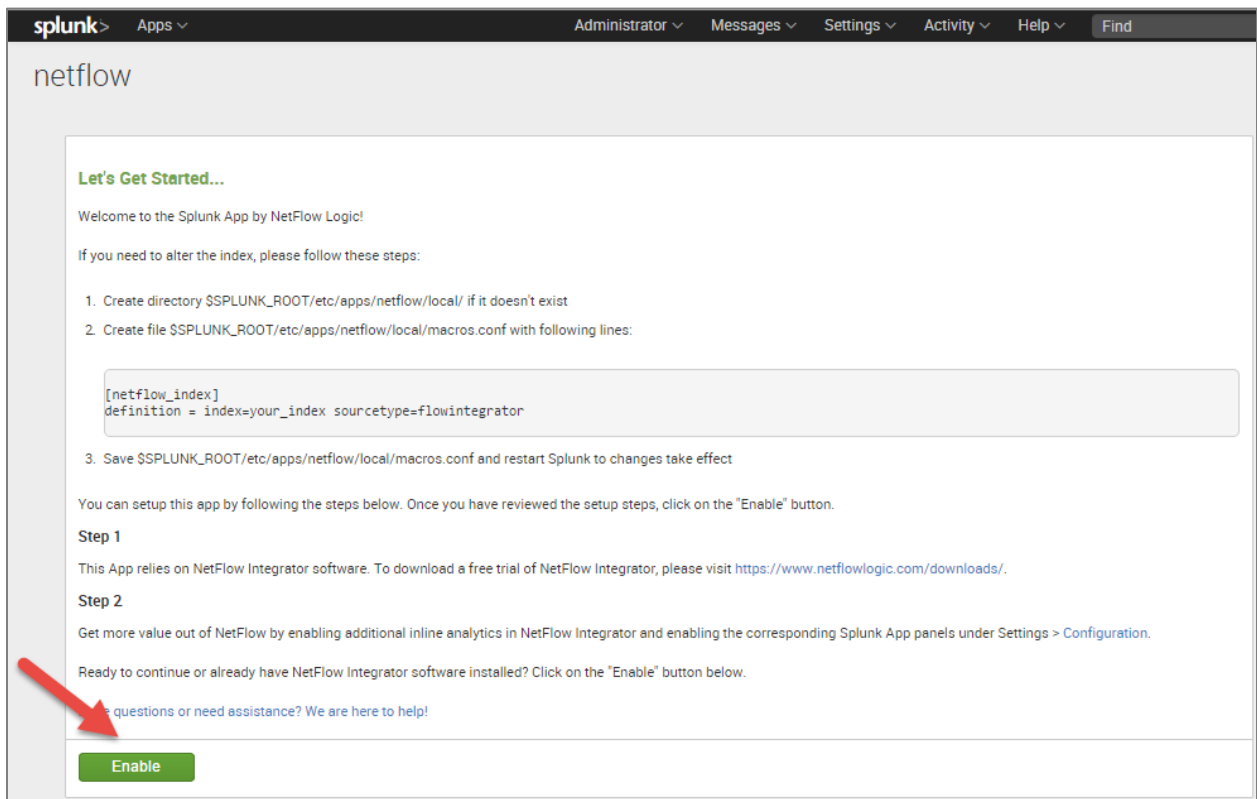 splunk> Apps Administrator Messages Settings Activity Help Find
netflow
Let's Get Started...
Welcome to the Splunk App by NetFlow Logic!
If you need to alter the index, please follow these steps:
1. Create directory $SPLUNK_ROOT/etc/apps/netflow/local/ if it doesn't exist
2. Create file $SPLUNK_ROOT/etc/apps/netflow/local/macros.conf with following lines:
[netflow_index]
definition = index=your_index sourcetype=flowintegrator
3. Save $SPLUNK_ROOT/etc/apps/netflow/local/macros.conf and restart Splunk to changes take effect
You can setup this app by following the steps below. Once you have reviewed the setup steps, click on the "Enable" button.
Step 1
This App relies on NetFlow Integrator software. To download a free trial of NetFlow Integrator, please visit https://www.netflowlogic.com/downloads/.
Step 2
Get more value out of NetFlow by enabling additional inline analytics in NetFlow Integrator and enabling the corresponding Splunk App panels under Settings > Configuration.
Ready to continue or already have NetFlow Integrator software installed? Click on the "Enable" button below.
questions or need assistance? We are here to help!
Enable